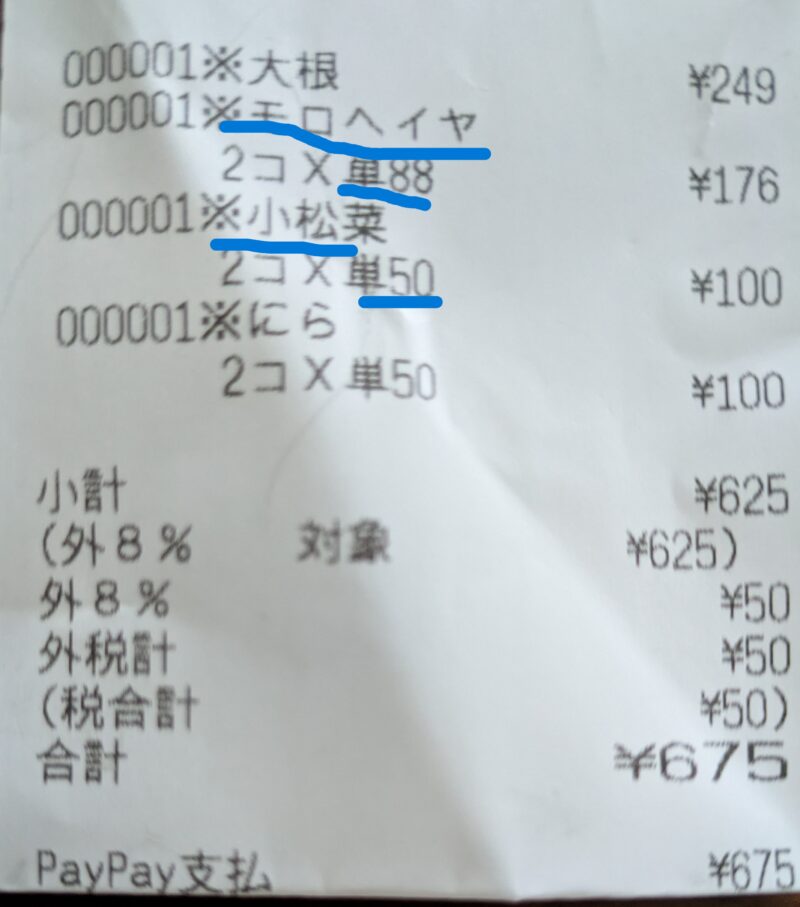 000001※大根 ¥249
000001※モロヘイヤ
2コX単88 ¥176
000001※小松菜
2コX単50 ¥100
000001※にら
2コX単50 ¥100
小計 ¥625
(外8% 対象 ¥625)
外8% ¥50
外税計 ¥50
(税合計 ¥50)
合計 ¥675
PayPay支払 ¥675